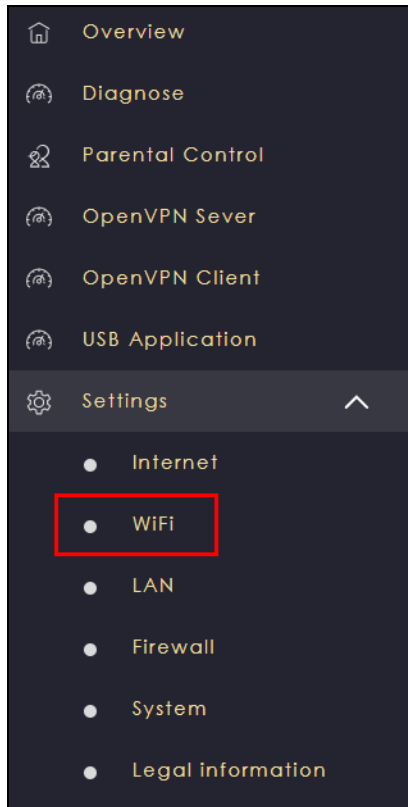 Overview
Diagnose
Parental Control
OpenVPN Sever
OpenVPN Client
USB Application
Settings
Internet
WiFi
LAN
Firewall
System
Legal information